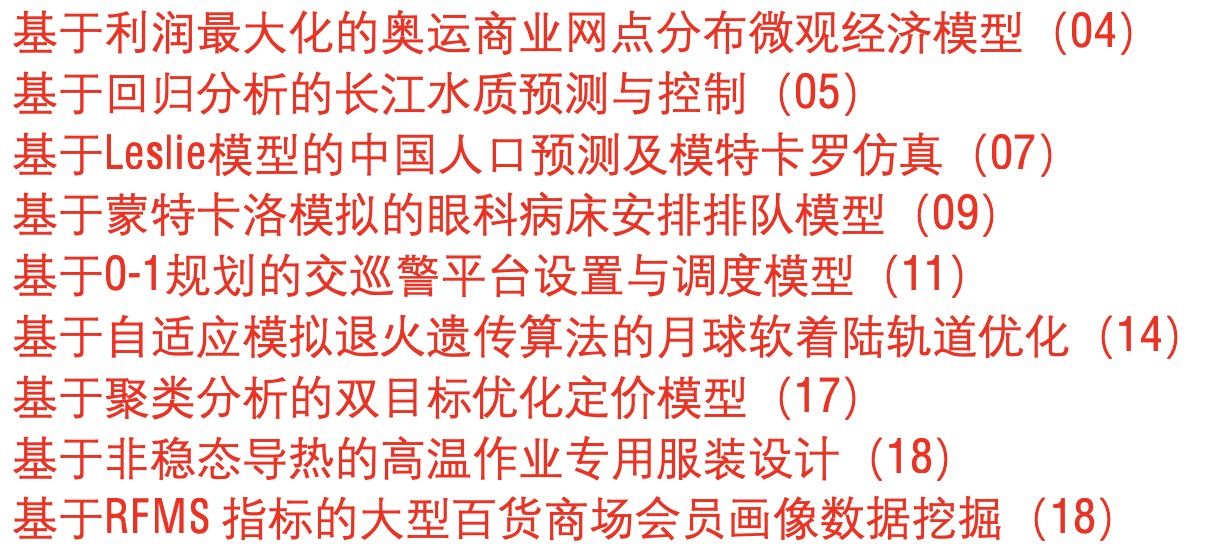 基于利润最大化的奥运商业网点分布微观经济模型（04）
基于回归分析的长江水质预测与控制（05）
基于Leslie模型的中国人口预测及模特卡罗仿真（07）
基于蒙特卡洛模拟的眼科病床安排排队模型（09）
基于0-1规划的交巡警平台设置与调度模型（11）
基于自适应模拟退火遗传算法的月球软着陆轨道优化（14）
基于聚类分析的双目标优化定价模型（17）
基于非稳态导热的高温作业专用服装设计（18）
基于RFMS 指标的大型百货商场会员画像数据挖掘（18）